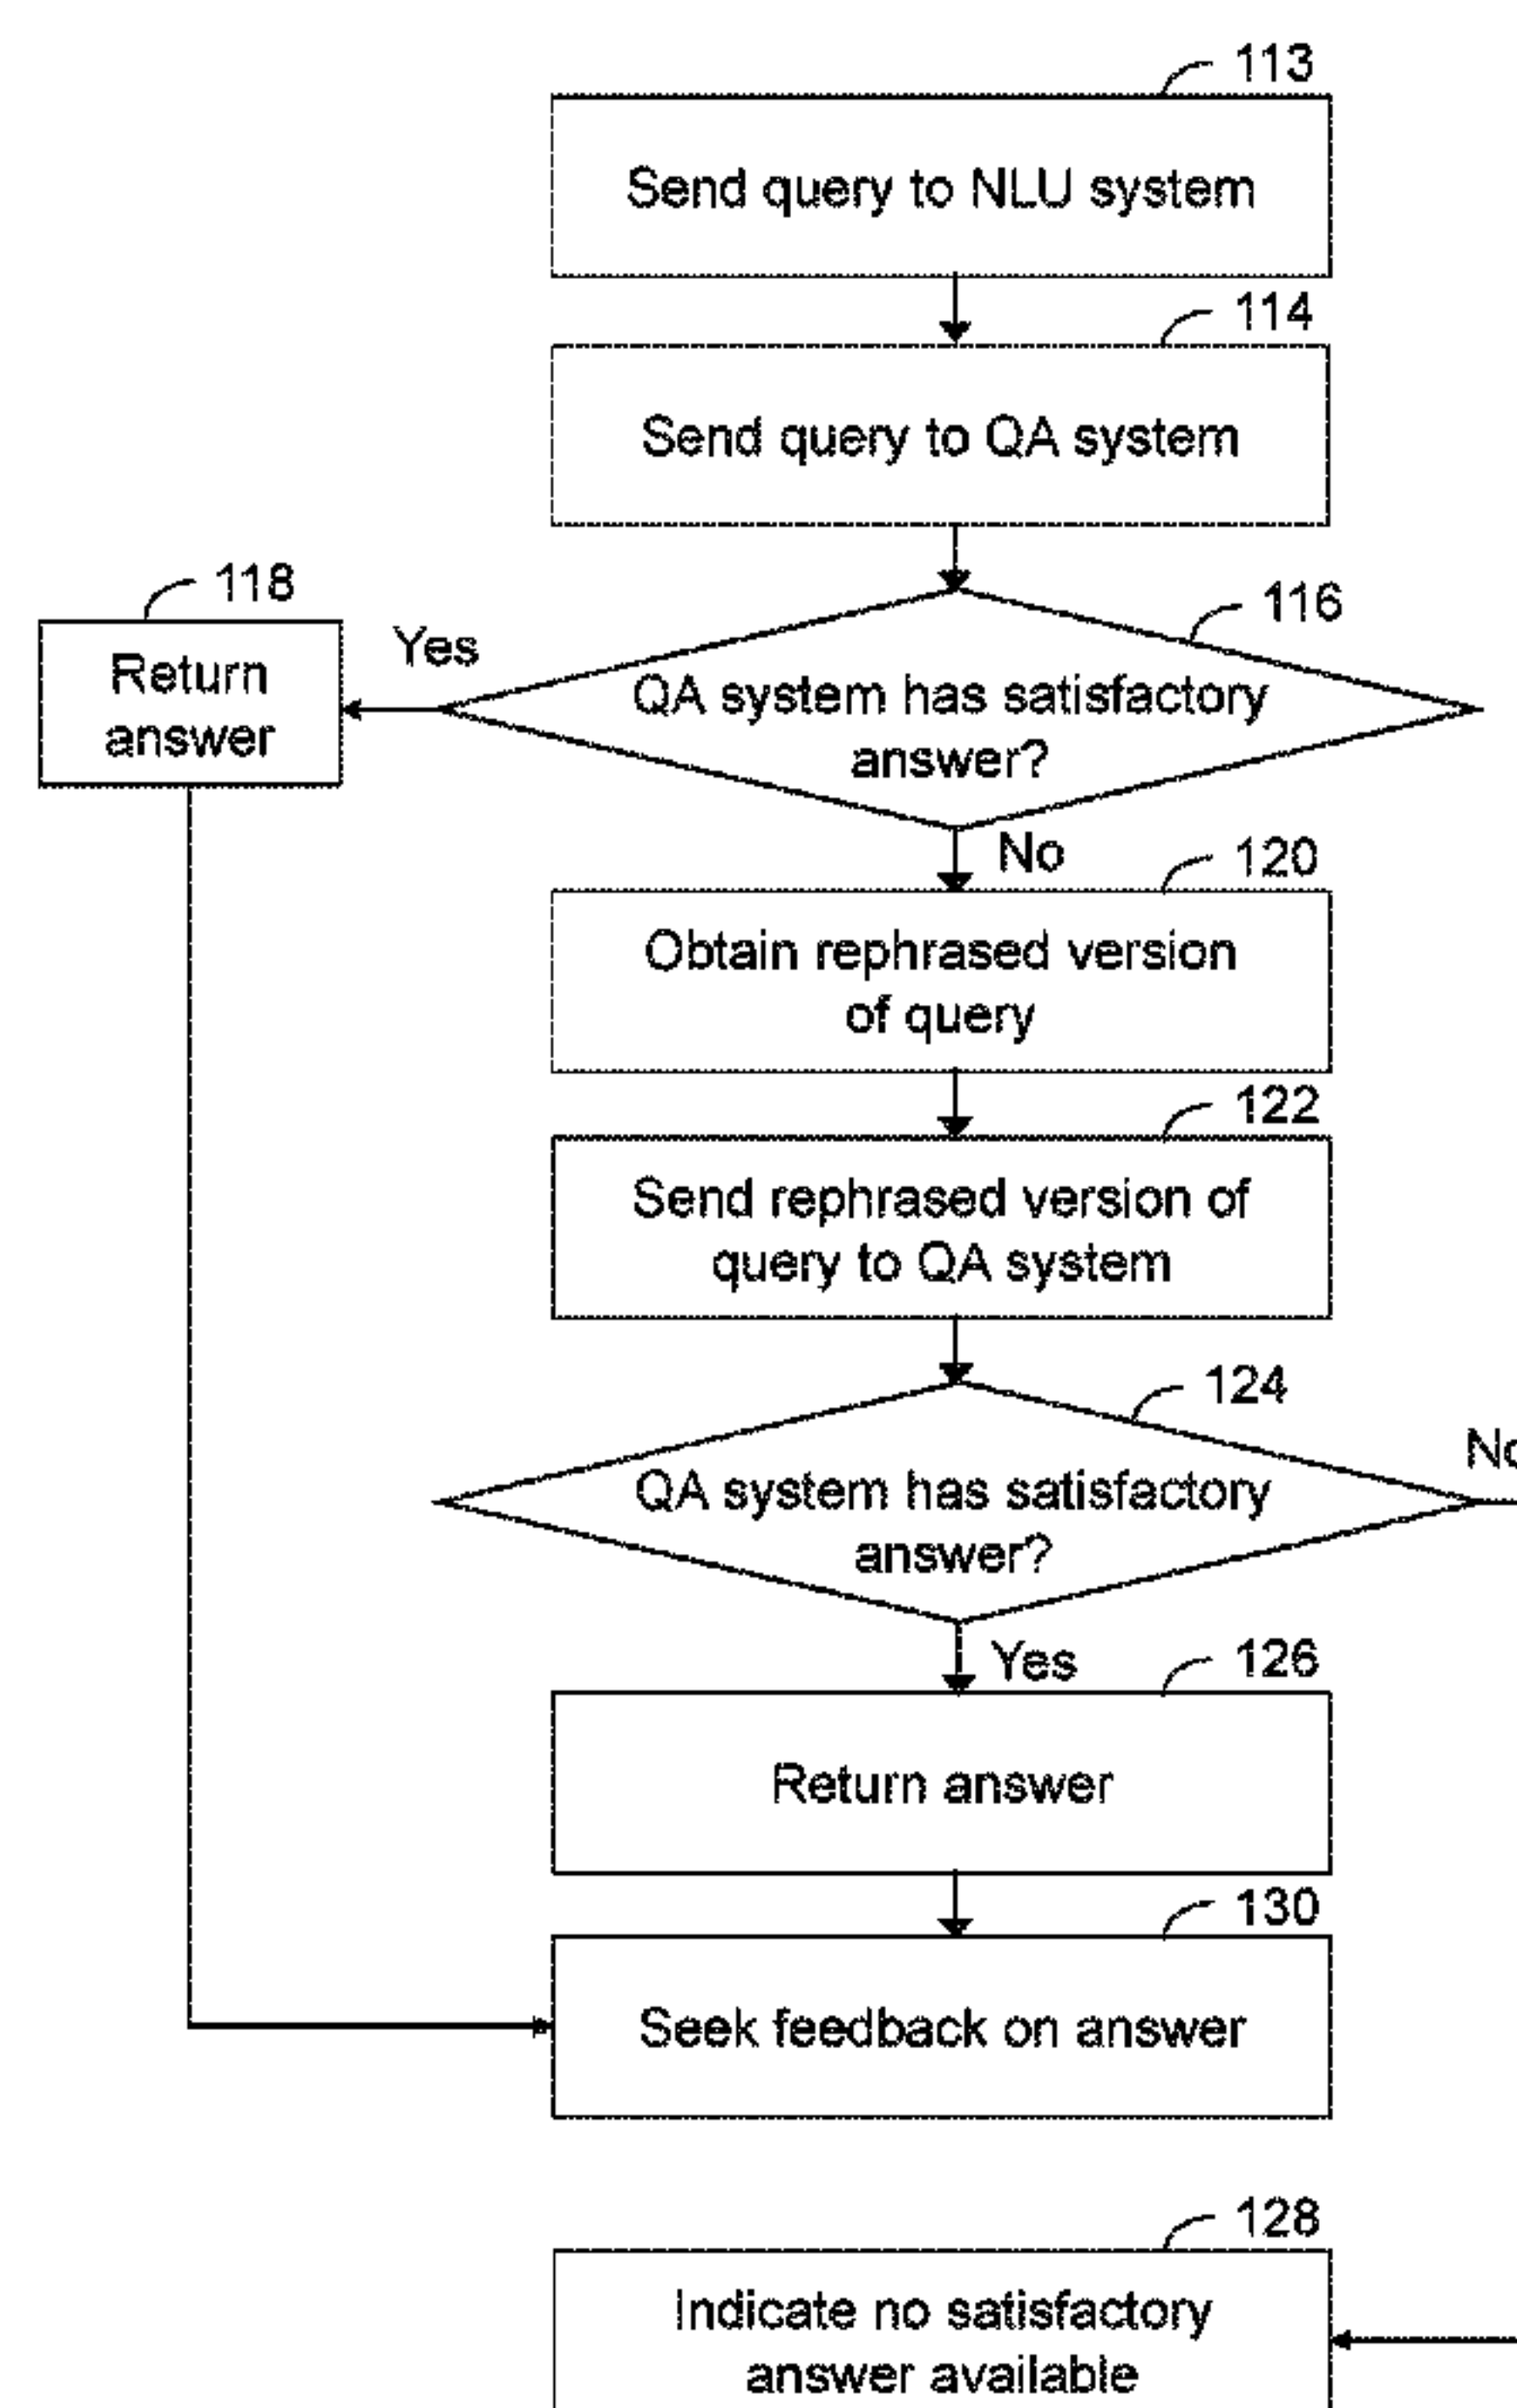 113
Send query to NLU system
114
Send query to QA system
118
Return
answer
Yes
116
QA system has satisfactory
answer?
No
120
Obtain rephrased version
of query
122
Send rephrased version of
query to QA system
124
QA system has satisfactory
answer?
No
Yes
126
Return answer
130
Seek feedback on answer
128
Indicate no satisfactory
answer available